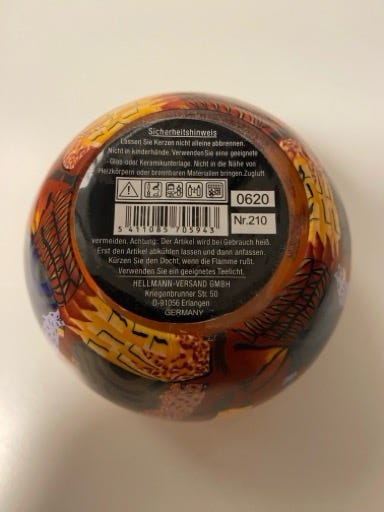 Sicherheitshinweis
Lassen Sie Kerzen nicht alleine abbrennen.
Nicht in kinderhände. Verwenden Sie eine geeignete
Glas-oder Keramikunterlage. Nicht in die Nähe von
Heizkörpern oder brennbaren Materialien bringen.Zugluft
0620
Nr.210
5 411085 705943
vermeiden. Achtung: Der Artikel wird bei Gebrauch heiß.
Erst den Artikel abkühlen lassen und dann anfassen.
Kürzen Sie den Docht, wenn die Flamme rußt.
Verwenden Sie ein geeignetes Teelicht.
HELLMANN-VERSAND GMBH
Kriegenbrunner Str. 50
D-91056 Erlangen
GERMANY